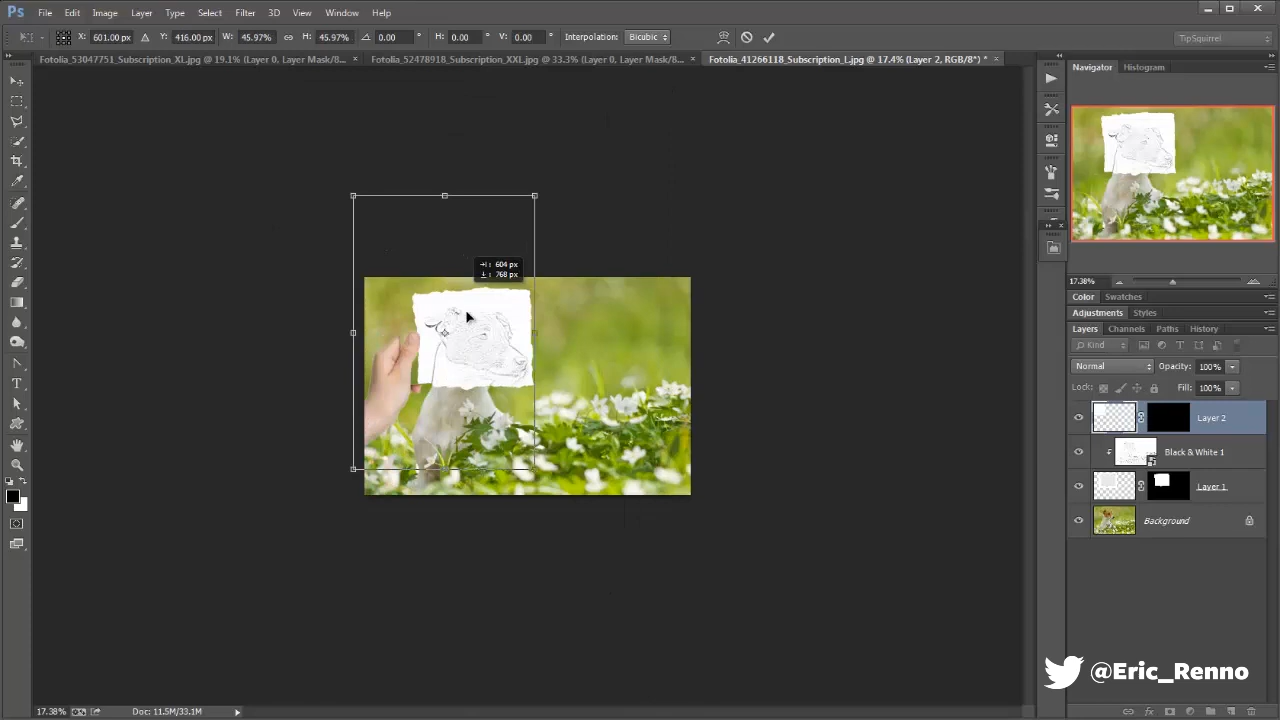 Ps File Edit Image Layer Type Select Filter 3D View Window Help
X: 601.00 px Y: 416.00 px W: 45.97% H: 45.97% 0.00 ° H: 0.00 ° V: 0.00 ° Interpolation: Bicubic TipSquirrel
Fotolia_53047751_Subscription_XL.jpg @ 19.1% (Layer 0, Layer Mask/8... × Fotolia_52478918_Subscription_XXL.jpg @ 33.3% (Layer 0, Layer Mask/8... × Fotolia_41266118_Subscription_L.jpg @ 17.4% (Layer 2, RGB/8*) * ×
Navigator Histogram
: 604 px
: 768 px
17.38%
Color Swatches
Adjustments Styles
Layers Channels Paths History
Kind
Normal Opacity: 100%
Lock: Fill: 100%
Layer 2
Black & White 1
Layer 1
Background
@Eric_Renno
17.38% Doc: 11.5M/33.1M